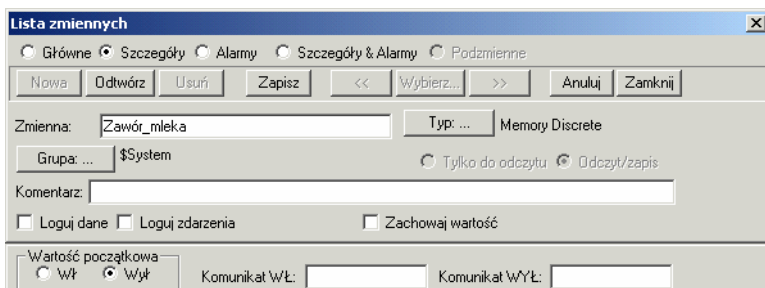 Lista zmiennych
Główne Szczegóły Alarmy Szczegóły & Alarmy Podzmienne
Nowa Odtwórz Usuń Zapisz << Wybierz... >> Anuluj Zamknij
Zmienna: Zawór_mleka Typ: ... Memory Discrete
Grupa: ... $System Tylko do odczytu Odczyt/zapis
Komentarz:
Loguj dane Loguj zdarzenia Zachowaj wartość
Wartość początkowa
Wł Wył Komunikat WŁ: Komunikat WYŁ: